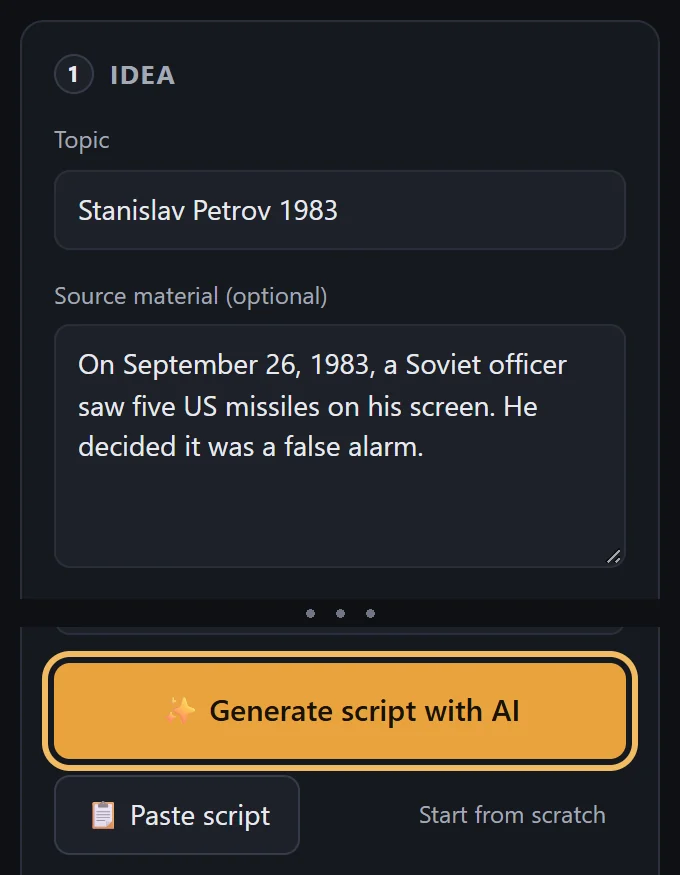 1 IDEA
Topic
Stanislav Petrov 1983
Source material (optional)
On September 26, 1983, a Soviet officer
saw five US missiles on his screen. He
decided it was a false alarm.
Generate script with AI
Paste script
Start from scratch